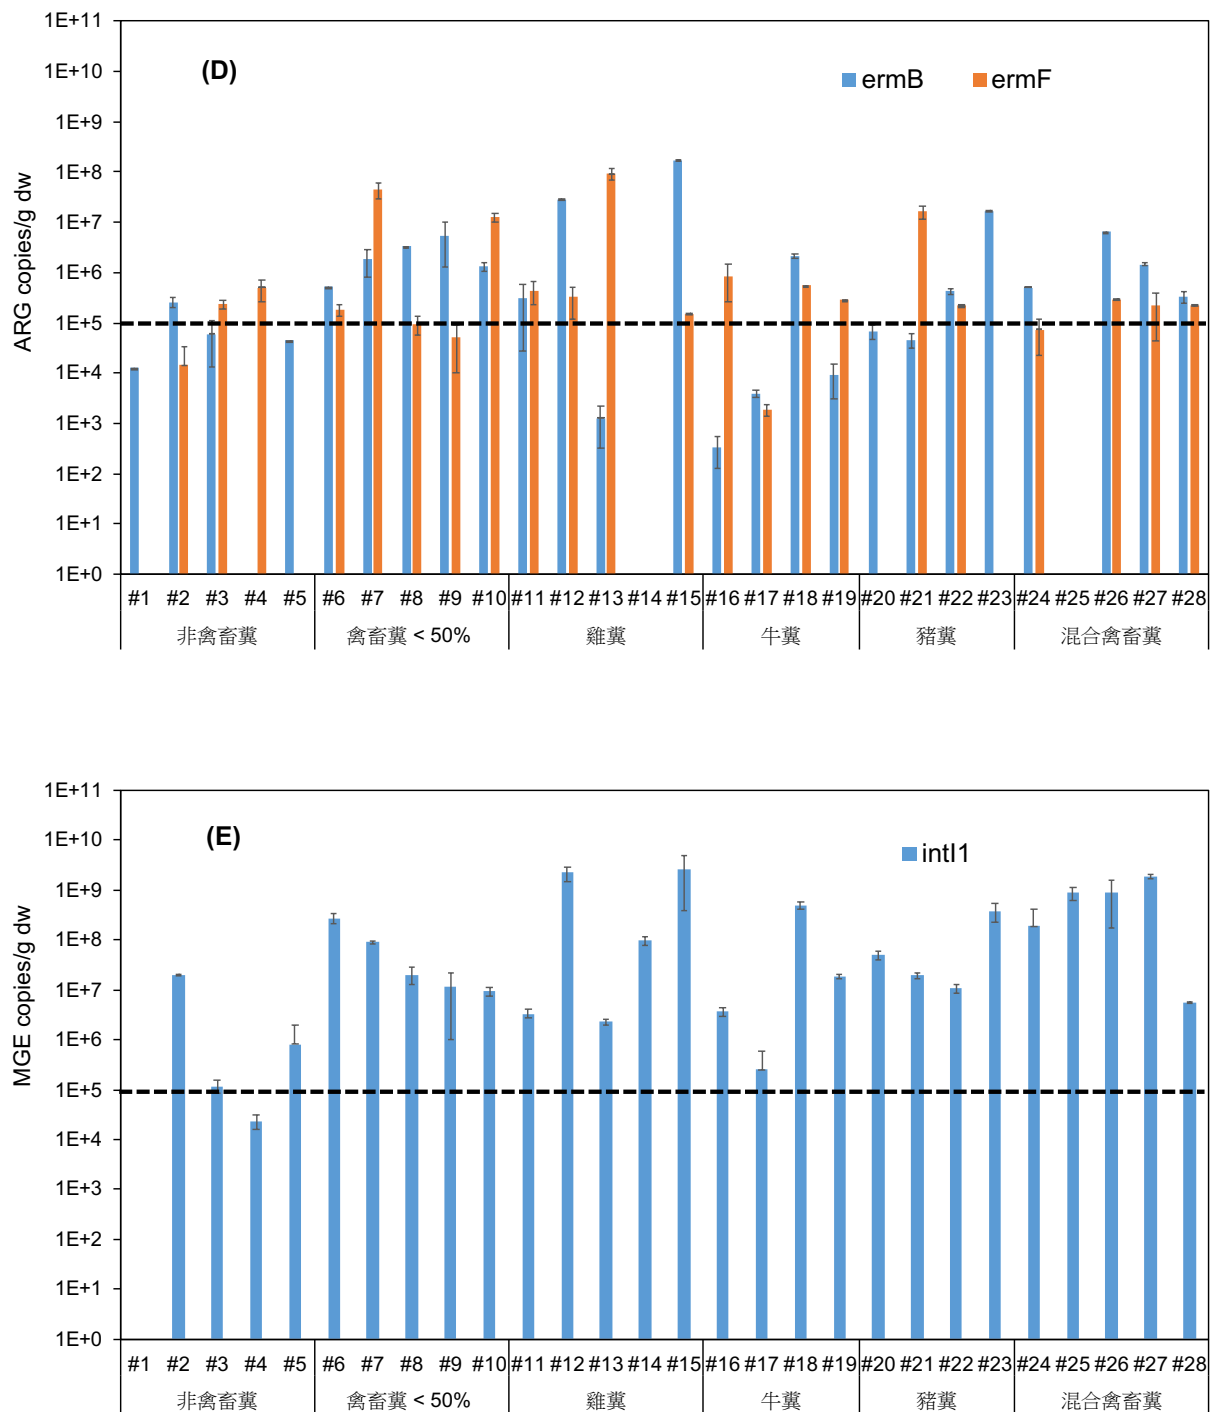 1E+11
(D)
ermB ermF
1E+10
1E+9
1E+8
1E+7
1E+6
1E+5
1E+4
1E+3
1E+2
1E+1
1E+0
ARG copies/g dw
#1 #2 #3 #4 #5 #6 #7 #8 #9 #10 #11 #12 #13 #14 #15 #16 #17 #18 #19 #20 #21 #22 #23 #24 #25 #26 #27 #28
非禽畜糞 禽畜糞 < 50% 雞糞 牛糞 豬糞 混合禽畜糞
1E+11
(E)
intI1
1E+10
1E+9
1E+8
1E+7
1E+6
1E+5
1E+4
1E+3
1E+2
1E+1
1E+0
MGE copies/g dw
#1 #2 #3 #4 #5 #6 #7 #8 #9 #10 #11 #12 #13 #14 #15 #16 #17 #18 #19 #20 #21 #22 #23 #24 #25 #26 #27 #28
非禽畜糞 禽畜糞 < 50% 雞糞 牛糞 豬糞 混合禽畜糞